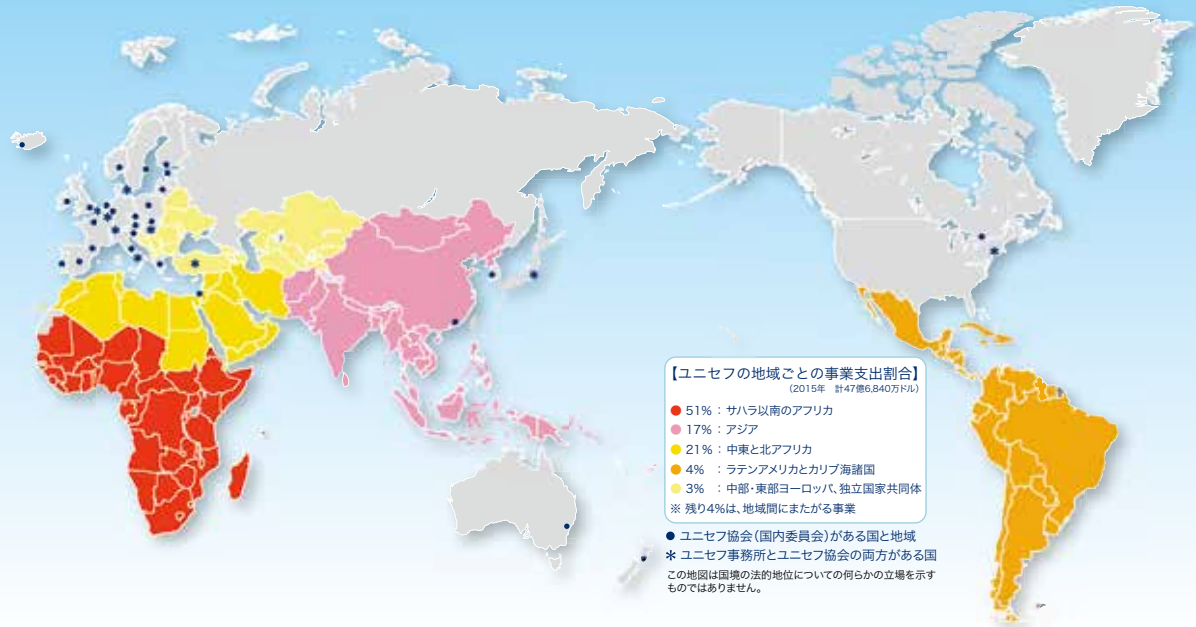 【ユニセフの地域ごとの事業支出割合】
(2015年 計47億6,840万ドル)
● 51% : サハラ以南のアフリカ
● 17% : アジア
● 21% : 中東と北アフリカ
● 4% : ラテンアメリカとカリブ海諸国
● 3% : 中部・東部ヨーロッパ、独立国家共同体
※ 残り4%は、地域間にまたがる事業
● ユニセフ協会(国内委員会)がある国と地域
* ユニセフ事務所とユニセフ協会の両方がある国
この地図は国境の法的地位についての何らかの立場を示す
ものではありません。